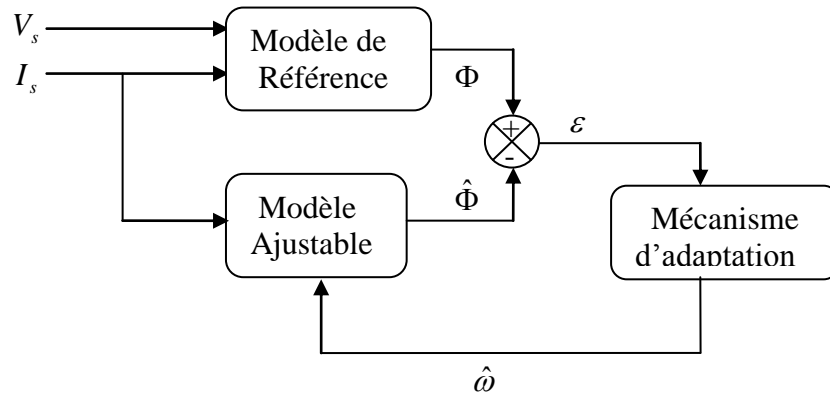 V_s
I_s
Modèle de
Référence
Φ
+
-
ε
Modèle
Ajustable
Φ̂
Mécanisme
d'adaptation
ω̂